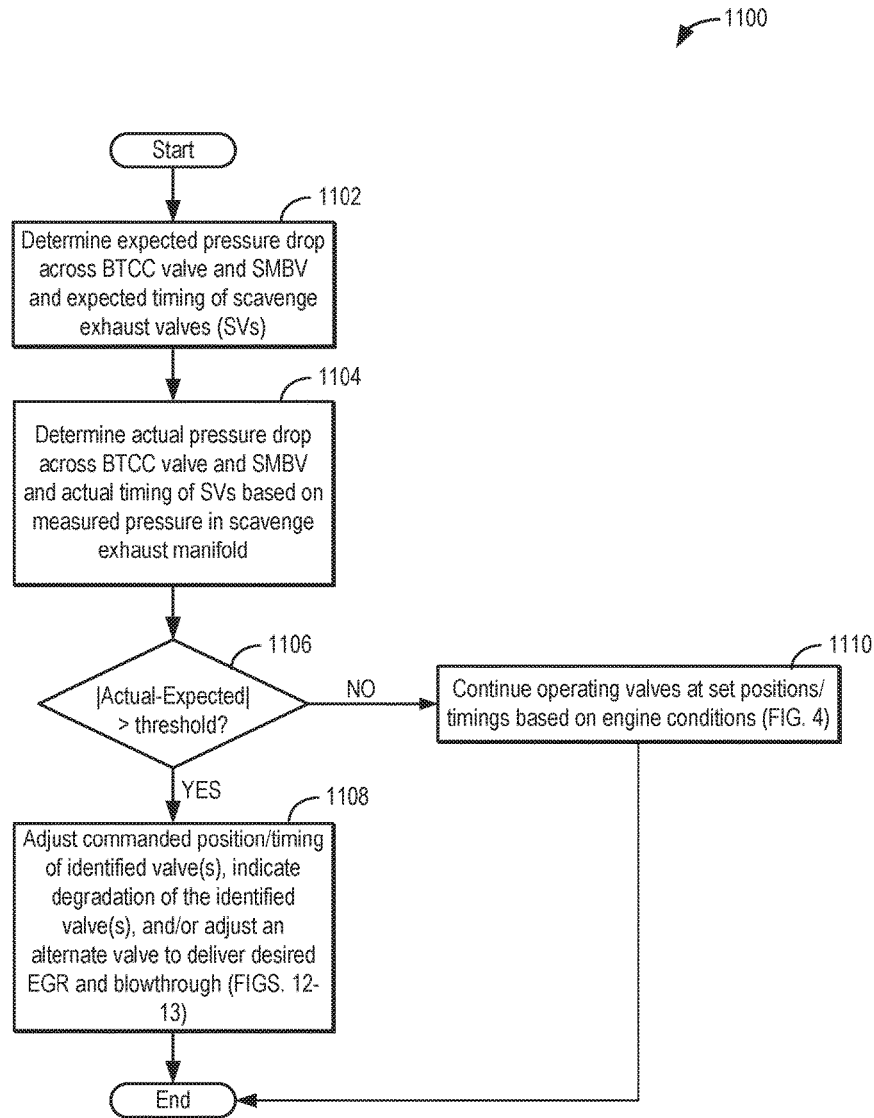 1100
Start
1102
Determine expected pressure drop
across BTCC valve and SMBV
and expected timing of scavenge
exhaust valves (SVs)
1104
Determine actual pressure drop
across BTCC valve and SMBV
and actual timing of SVs based on
measured pressure in scavenge
exhaust manifold
1106
|Actual-Expected|
> threshold?
NO
1110
Continue operating valves at set positions/
timings based on engine conditions (FIG. 4)
YES
1108
Adjust commanded position/timing
of identified valve(s), indicate
degradation of the identified
valve(s), and/or adjust an
alternate valve to deliver desired
EGR and blowthrough (FIGS. 12-
13)
End